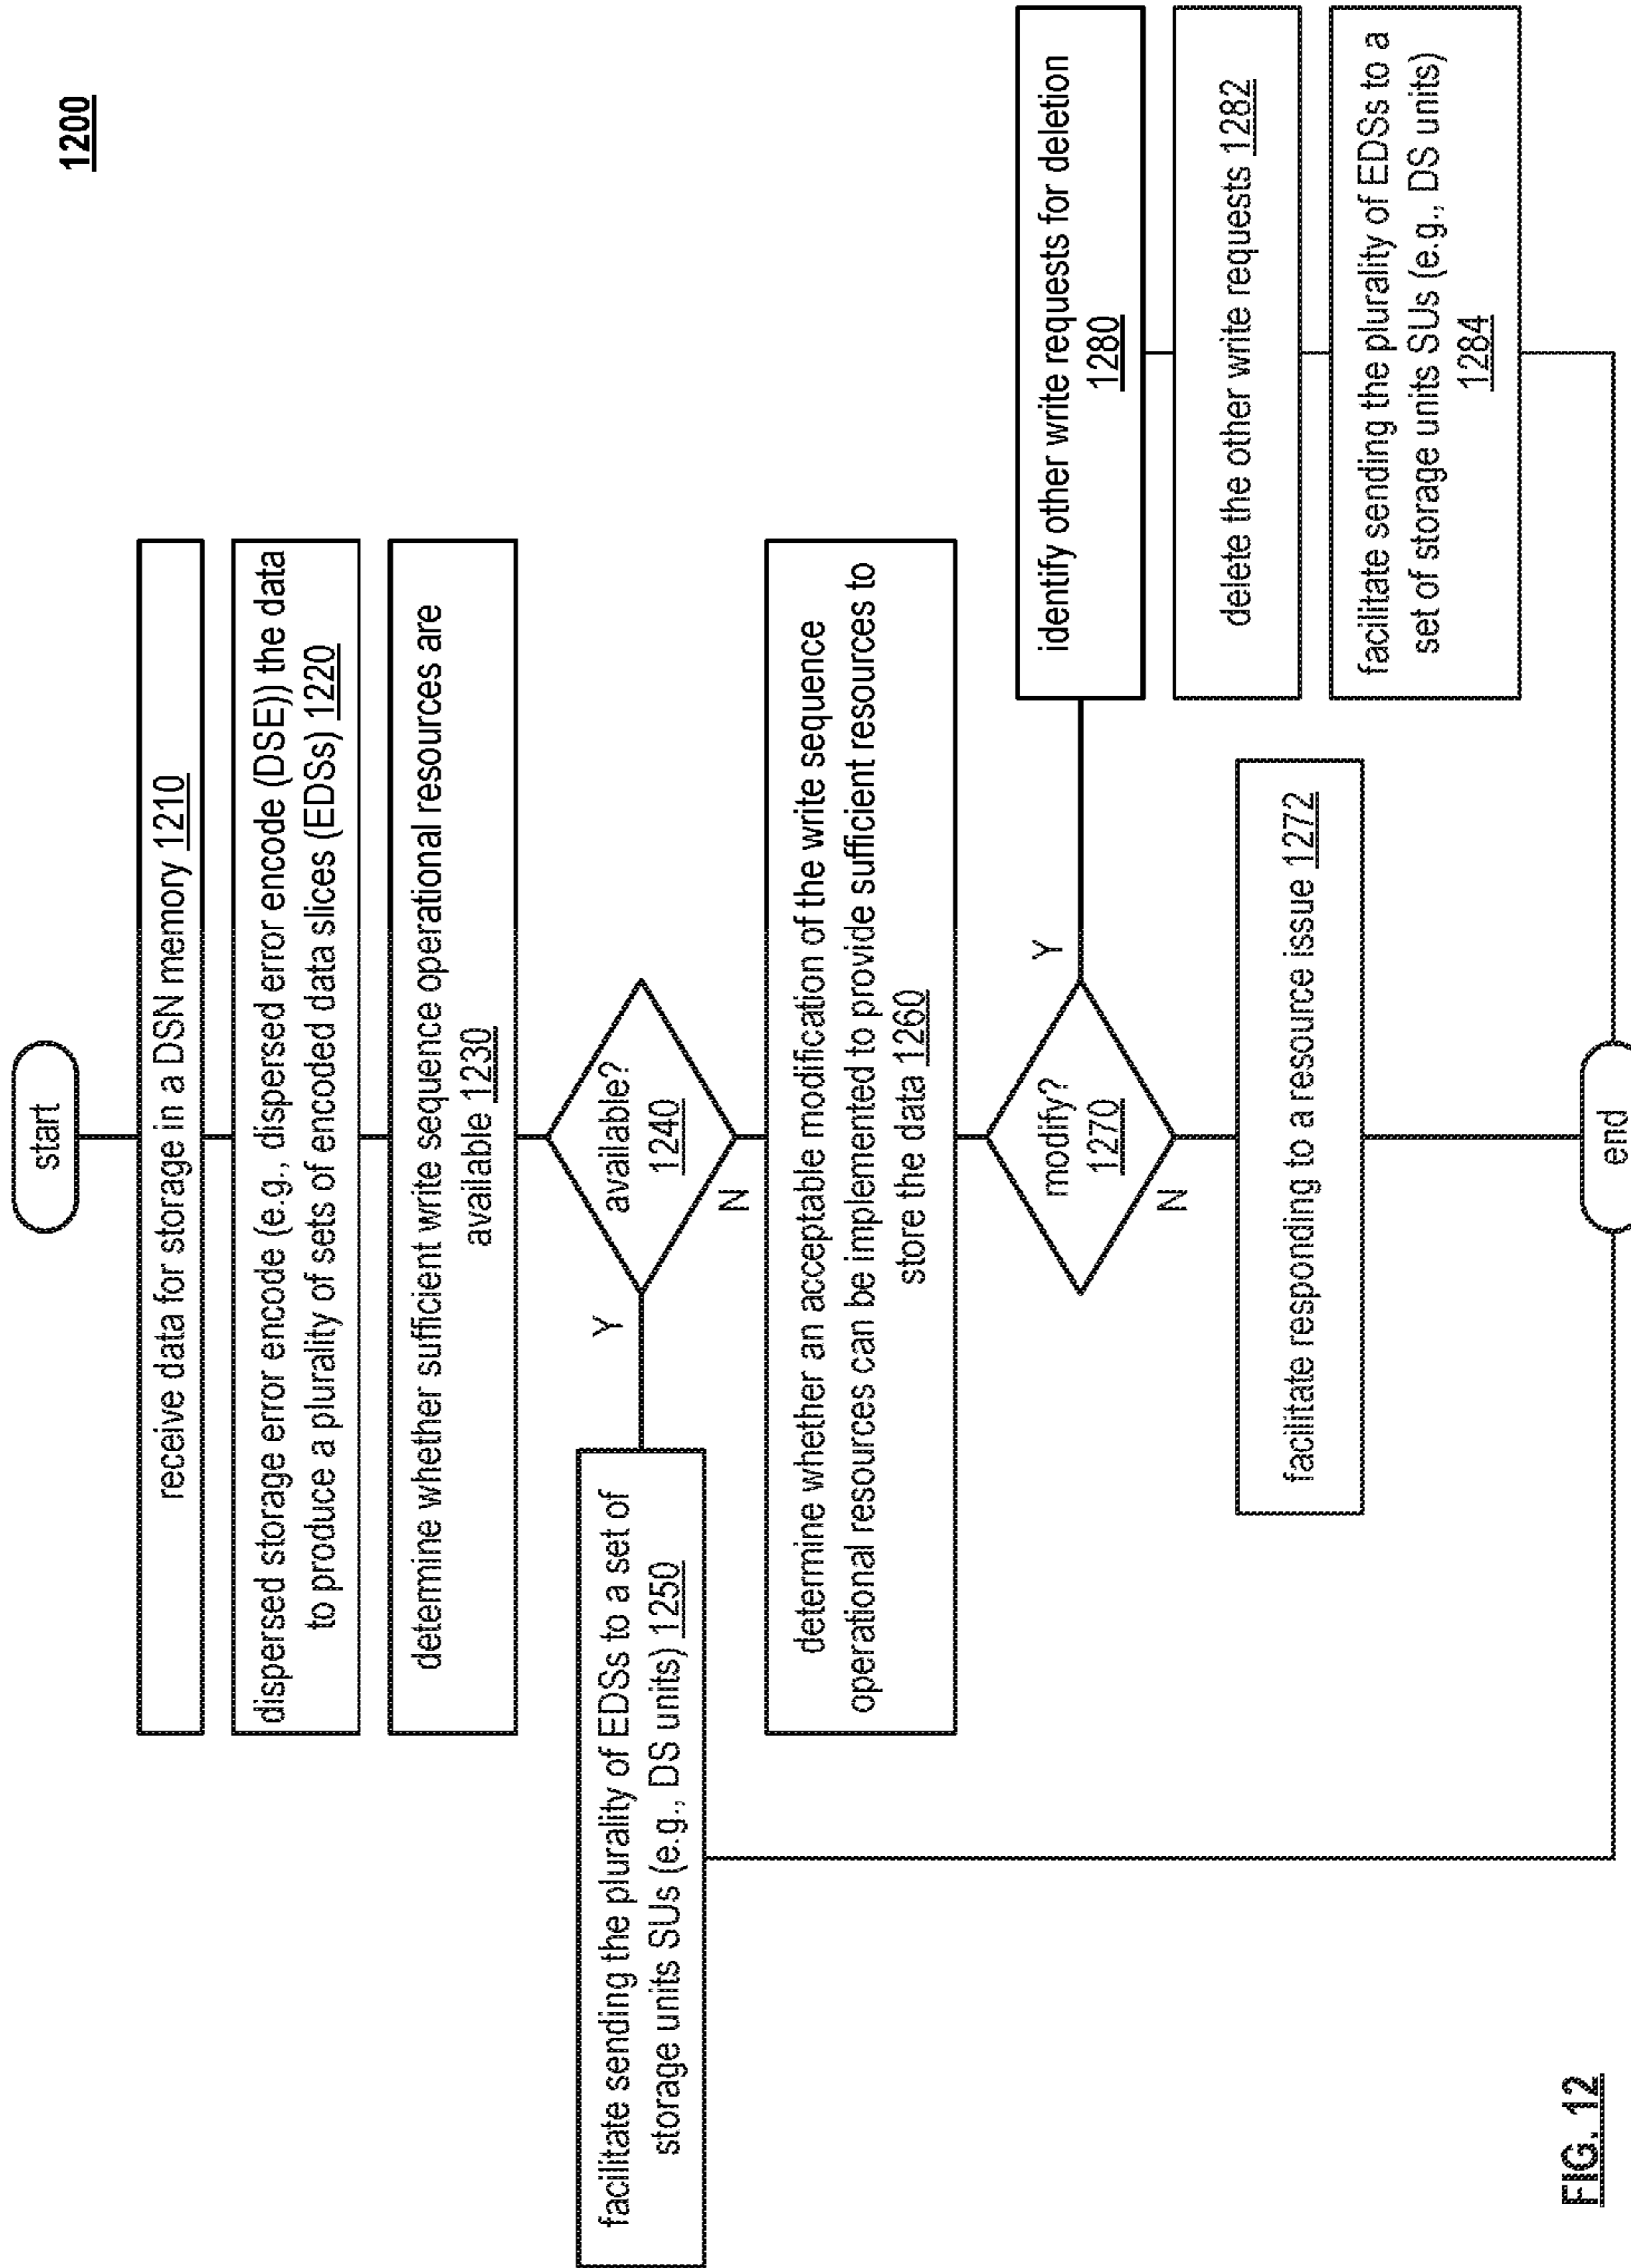 1200
start
receive data for storage in a DSN memory 1210
dispersed storage error encode (e.g., dispersed error encode (DSE)) the data
to produce a plurality of sets of encoded data slices (EDSs) 1220
determine whether sufficient write sequence operational resources are
available 1230
available?
1240
Y
N
facilitate sending the plurality of EDSs to a set of
storage units SUs (e.g., DS units) 1250
determine whether an acceptable modification of the write sequence
operational resources can be implemented to provide sufficient resources to
store the data 1260
modify?
1270
Y
N
identify other write requests for deletion
1280
delete the other write requests 1282
facilitate sending the plurality of EDSs to a
set of storage units SUs (e.g., DS units)
1284
facilitate responding to a resource issue 1272
end
FIG. 12